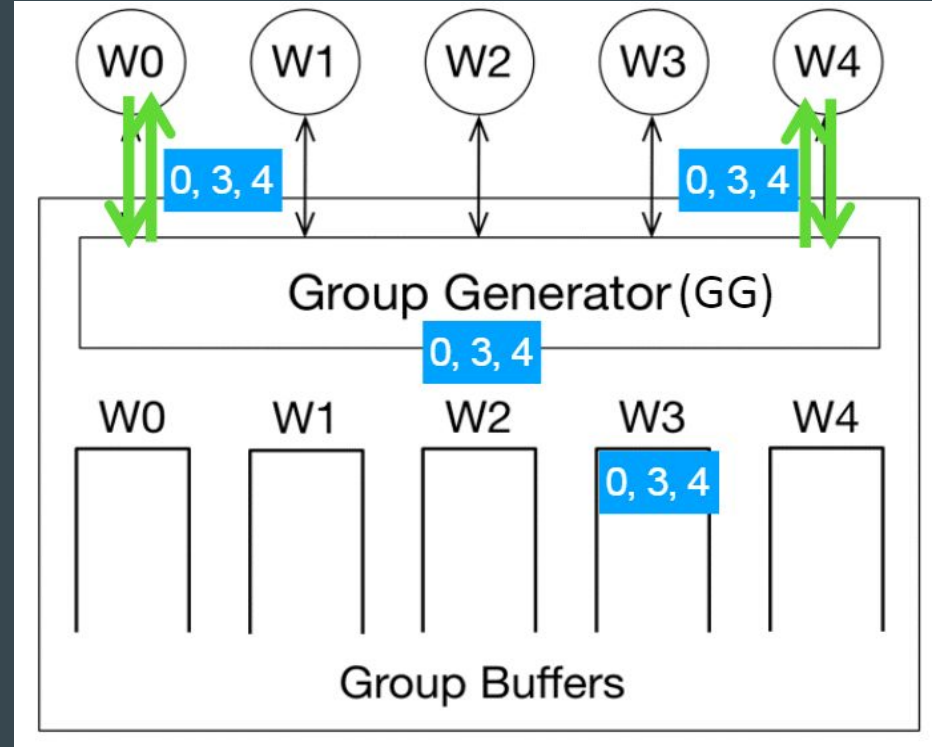 W0 W1 W2 W3 W4
0, 3, 4 0, 3, 4
Group Generator (GG)
0, 3, 4
W0 W1 W2 W3 W4
0, 3, 4
Group Buffers